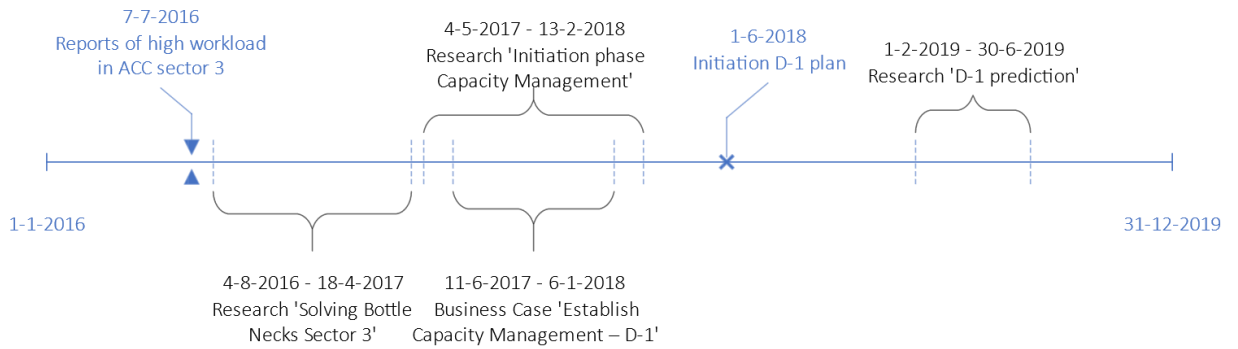 7-7-2016
Reports of high workload
in ACC sector 3
4-5-2017 - 13-2-2018
Research 'Initiation phase
Capacity Management'
1-6-2018
Initiation D-1 plan
1-2-2019 - 30-6-2019
Research 'D-1 prediction'
1-1-2016
31-12-2019
4-8-2016 - 18-4-2017
Research 'Solving Bottle
Necks Sector 3'
11-6-2017 - 6-1-2018
Business Case 'Establish
Capacity Management – D-1'